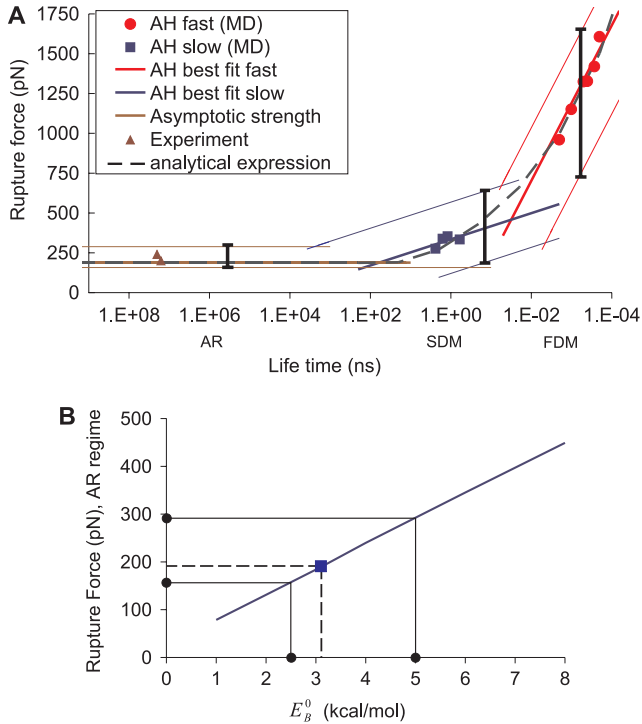 A
Rupture force (pN)
1750
1500
1250
1000
750
500
250
0
AH fast (MD)
AH slow (MD)
AH best fit fast
AH best fit slow
Asymptotic strength
Experiment
analytical expression
1.E+08 1.E+06 1.E+04 1.E+02 1.E+00 1.E-02 1.E-04
AR SDM FDM
Life time (ns)
B
Rupture Force (pN), AR regime
500
400
300
200
100
0
0 1 2 3 4 5 6 7 8
E_B^0 (kcal/mol)